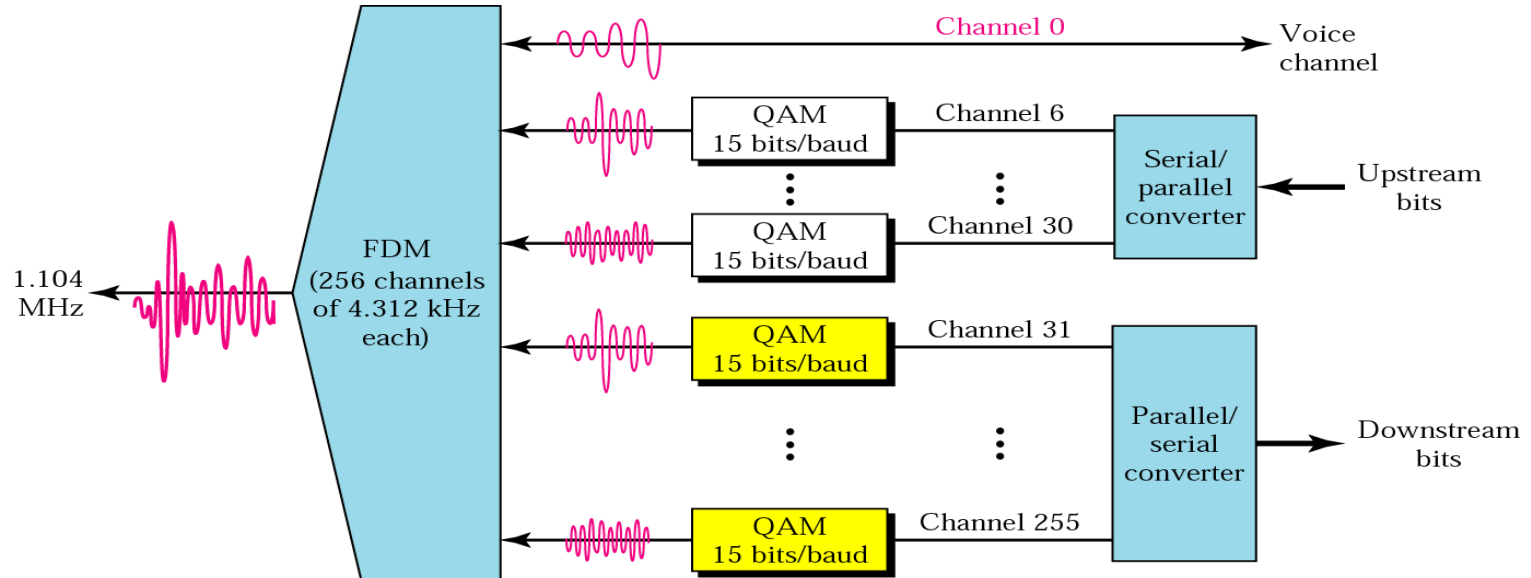 Channel 0
Voice
channel
QAM
15 bits/baud
Channel 6
Serial/
parallel
converter
Upstream
bits
QAM
15 bits/baud
Channel 30
1.104
MHz
FDM
(256 channels
of 4.312 kHz
each)
QAM
15 bits/baud
Channel 31
Parallel/
serial
converter
Downstream
bits
QAM
15 bits/baud
Channel 255